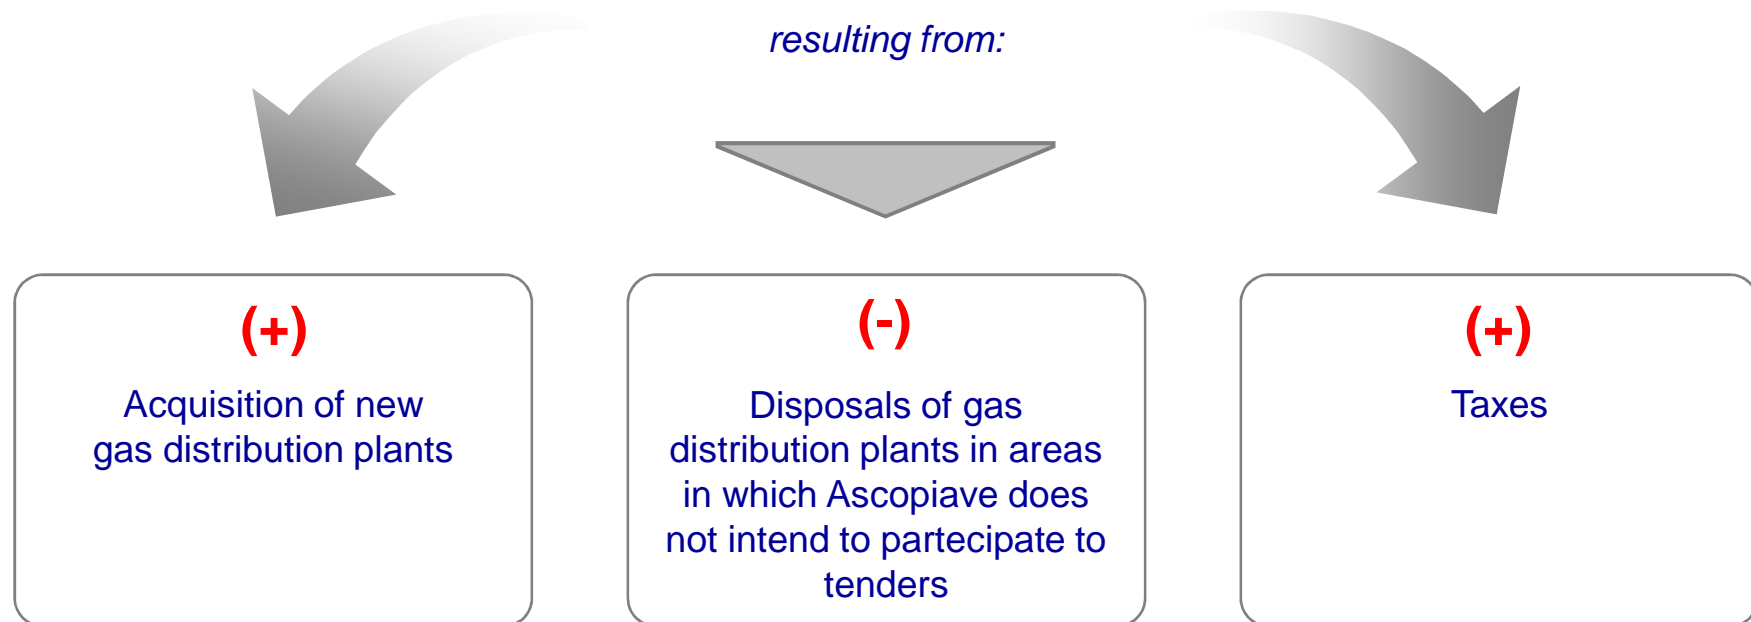 resulting from:
(+)
Acquisition of new
gas distribution plants
(-)
Disposals of gas
distribution plants in areas
in which Ascopiave does
not intend to partecipate to
tenders
(+)
Taxes